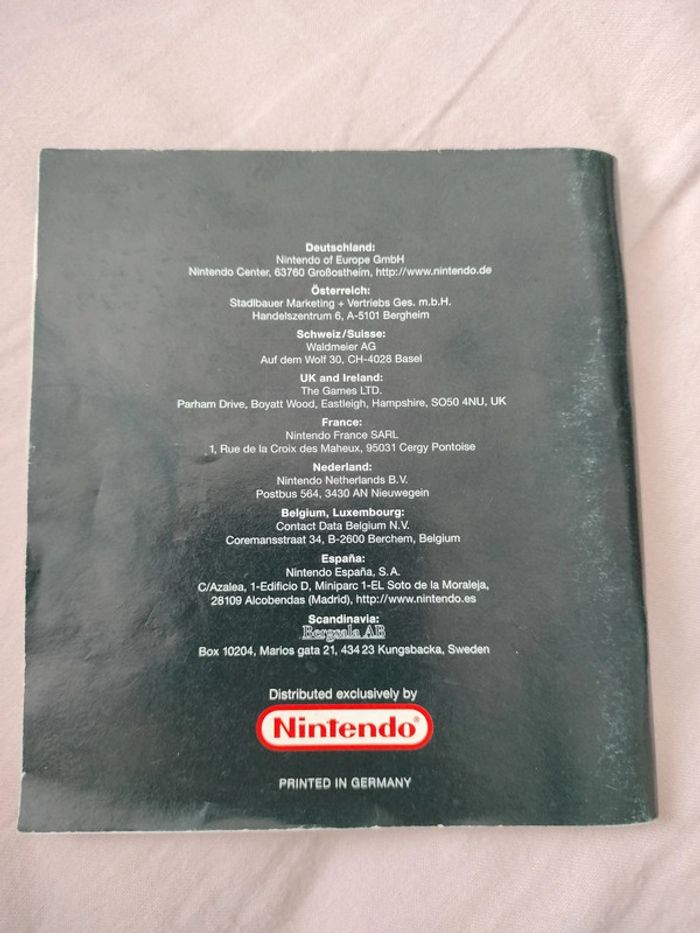 Deutschland:
Nintendo of Europe GmbH
Nintendo Center, 63760 Großostheim, http://www.nintendo.de
Österreich:
Stadlbauer Marketing + Vertriebs Ges. m.b.H.
Handelszentrum 6, A-5101 Bergheim
Schweiz/Suisse:
Waldmeier AG
Auf dem Wolf 30, CH-4028 Basel
UK and Ireland:
The Games LTD.
Parham Drive, Boyatt Wood, Eastleigh, Hampshire, SO50 4NU, UK
France:
Nintendo France SARL
1, Rue de la Croix des Maheux, 95031 Cergy Pontoise
Nederland:
Nintendo Netherlands B.V.
Postbus 564, 3430 AN Nieuwegein
Belgium, Luxembourg:
Contact Data Belgium N.V.
Coremansstraat 34, B-2600 Berchem, Belgium
España:
Nintendo España, S.A.
C/Azalea, 1-Edificio D, Miniparc 1-EL Soto de la Moraleja,
28109 Alcobendas (Madrid), http://www.nintendo.es
Scandinavia:
Bergsala AB
Box 10204, Marios gata 21, 434 23 Kungsbacka, Sweden
Distributed exclusively by
Nintendo®
PRINTED IN GERMANY